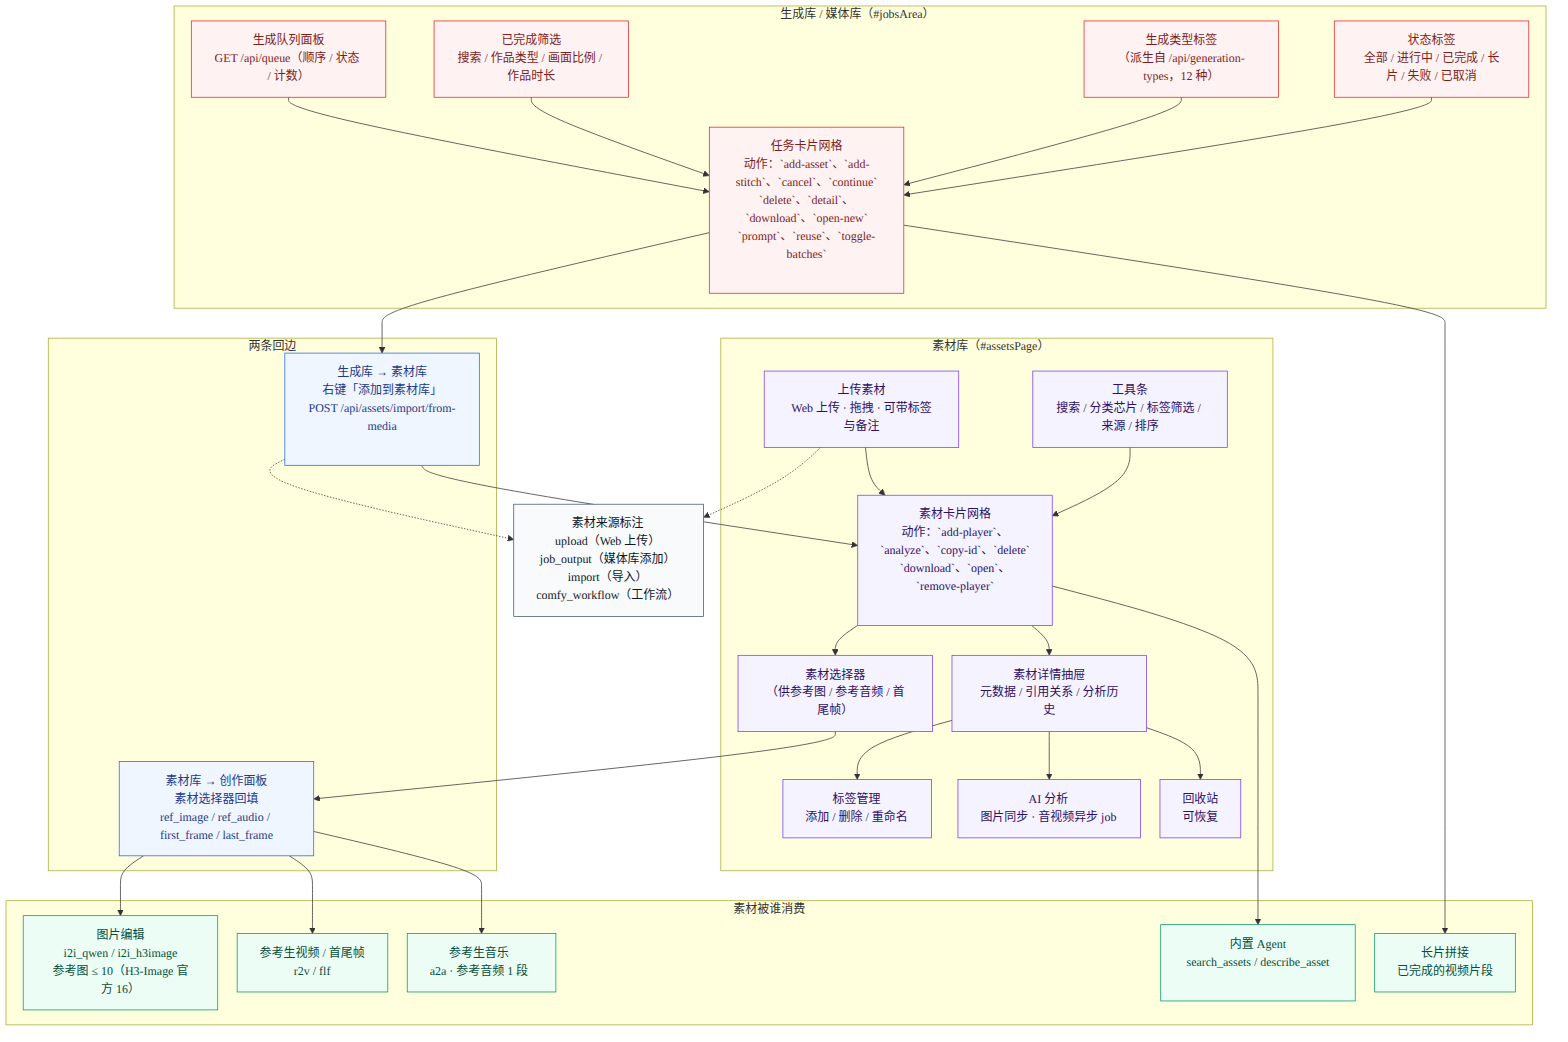 生成库 / 媒体库（#jobsArea）
生成队列面板
GET /api/queue（顺序 / 状态
/ 计数）
已完成筛选
搜索 / 作品类型 / 画面比例 /
作品时长
生成类型标签
（派生自 /api/generation-
types，12 种）
状态标签
全部 / 进行中 / 已完成 / 长
片 / 失败 / 已取消
任务卡片网格
动作：`add-asset`、`add-
stitch`、`cancel`、`continue`
`delete`、`detail`、
`download`、`open-new`
`prompt`、`reuse`、`toggle-
batches`
两条回边
生成库 → 素材库
右键「添加到素材库」
POST /api/assets/import/from-
media
素材库（#assetsPage）
上传素材
Web 上传 · 拖拽 · 可带标签
与备注
工具条
搜索 / 分类芯片 / 标签筛选 /
来源 / 排序
素材来源标注
upload（Web 上传）
job_output（媒体库添加）
import（导入）
comfy_workflow（工作流）
素材卡片网格
动作：`add-player`、
`analyze`、`copy-id`、`delete`
`download`、`open`、
`remove-player`
素材选择器
（供参考图 / 参考音频 / 首
尾帧）
素材详情抽屉
元数据 / 引用关系 / 分析历
史
素材库 → 创作面板
素材选择器回填
ref_image / ref_audio /
first_frame / last_frame
标签管理
添加 / 删除 / 重命名
AI 分析
图片同步 · 音视频异步 job
回收站
可恢复
素材被谁消费
图片编辑
i2i_qwen / i2i_h3image
参考图 ≤ 10（H3-Image 官
方 16）
参考生视频 / 首尾帧
r2v / flf
参考生音乐
a2a · 参考音频 1 段
内置 Agent
search_assets / describe_asset
长片拼接
已完成的视频片段